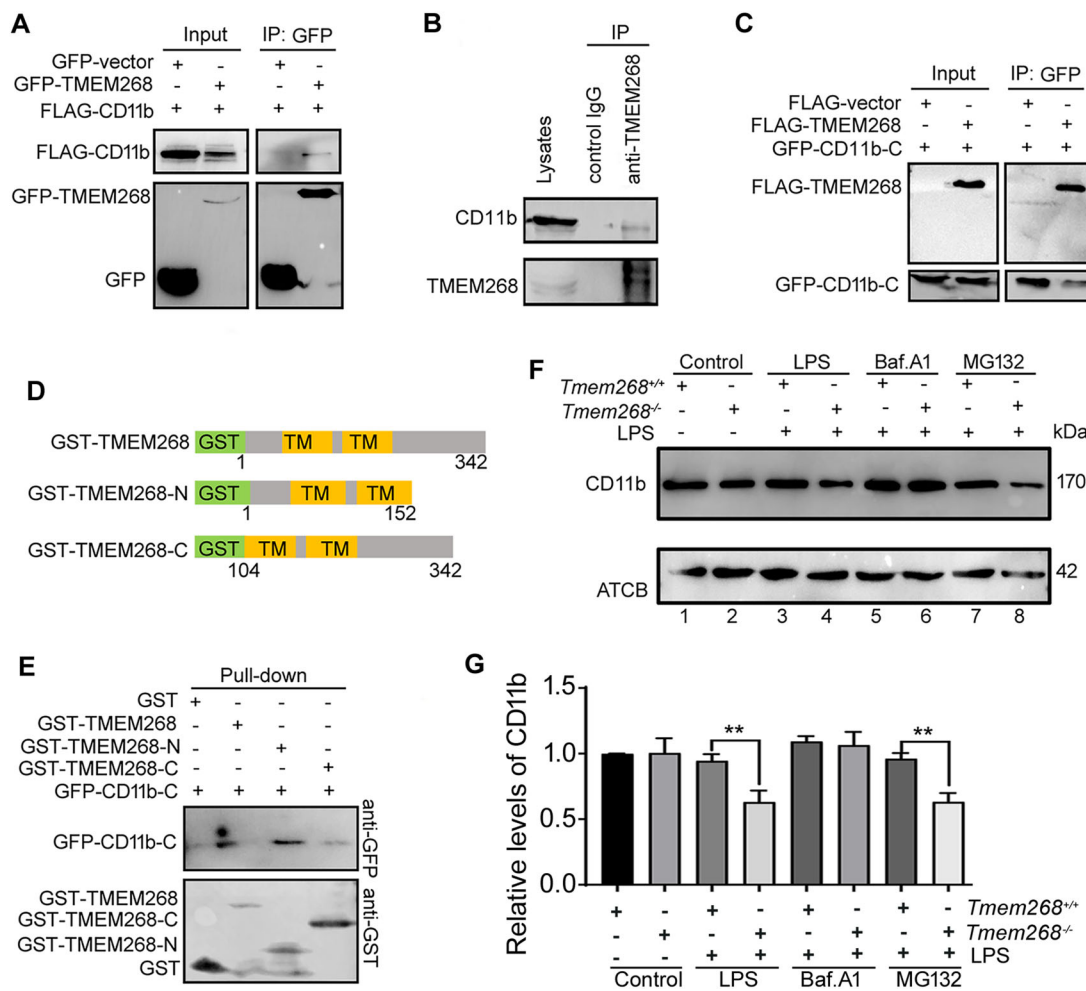 A
Input IP: GFP
GFP-vector + - + -
GFP-TMEM268 - + - +
FLAG-CD11b + + + +
FLAG-CD11b
GFP-TMEM268
GFP
B
IP
Lysates
control IgG
anti-TMEM268
CD11b
TMEM268
C
Input IP: GFP
FLAG-vector + - + -
FLAG-TMEM268 - + - +
GFP-CD11b-C + + + +
FLAG-TMEM268
GFP-CD11b-C
D
GST-TMEM268 GST TM TM
1 342
GST-TMEM268-N GST TM TM
1 152
GST-TMEM268-C GST TM TM
104 342
E
Pull-down
GST + - - -
GST-TMEM268 - + - -
GST-TMEM268-N - - + -
GST-TMEM268-C - - - +
GFP-CD11b-C + + + +
GFP-CD11b-C
anti-GFP
GST-TMEM268
GST-TMEM268-C
GST-TMEM268-N
GST
anti-GST
F
Control LPS Baf.A1 MG132
Tmem268+/+ + - + - + - + -
Tmem268-/- - + - + - + - +
LPS - - + + + + + + kDa
CD11b 170
ATCB 42
1 2 3 4 5 6 7 8
G
Relative levels of CD11b
1.5
1.0
0.5
0.0
** **
+ - + - + - + - Tmem268+/+
- + - + - + - + Tmem268-/-
- - + + + + + + LPS
Control LPS Baf.A1 MG132